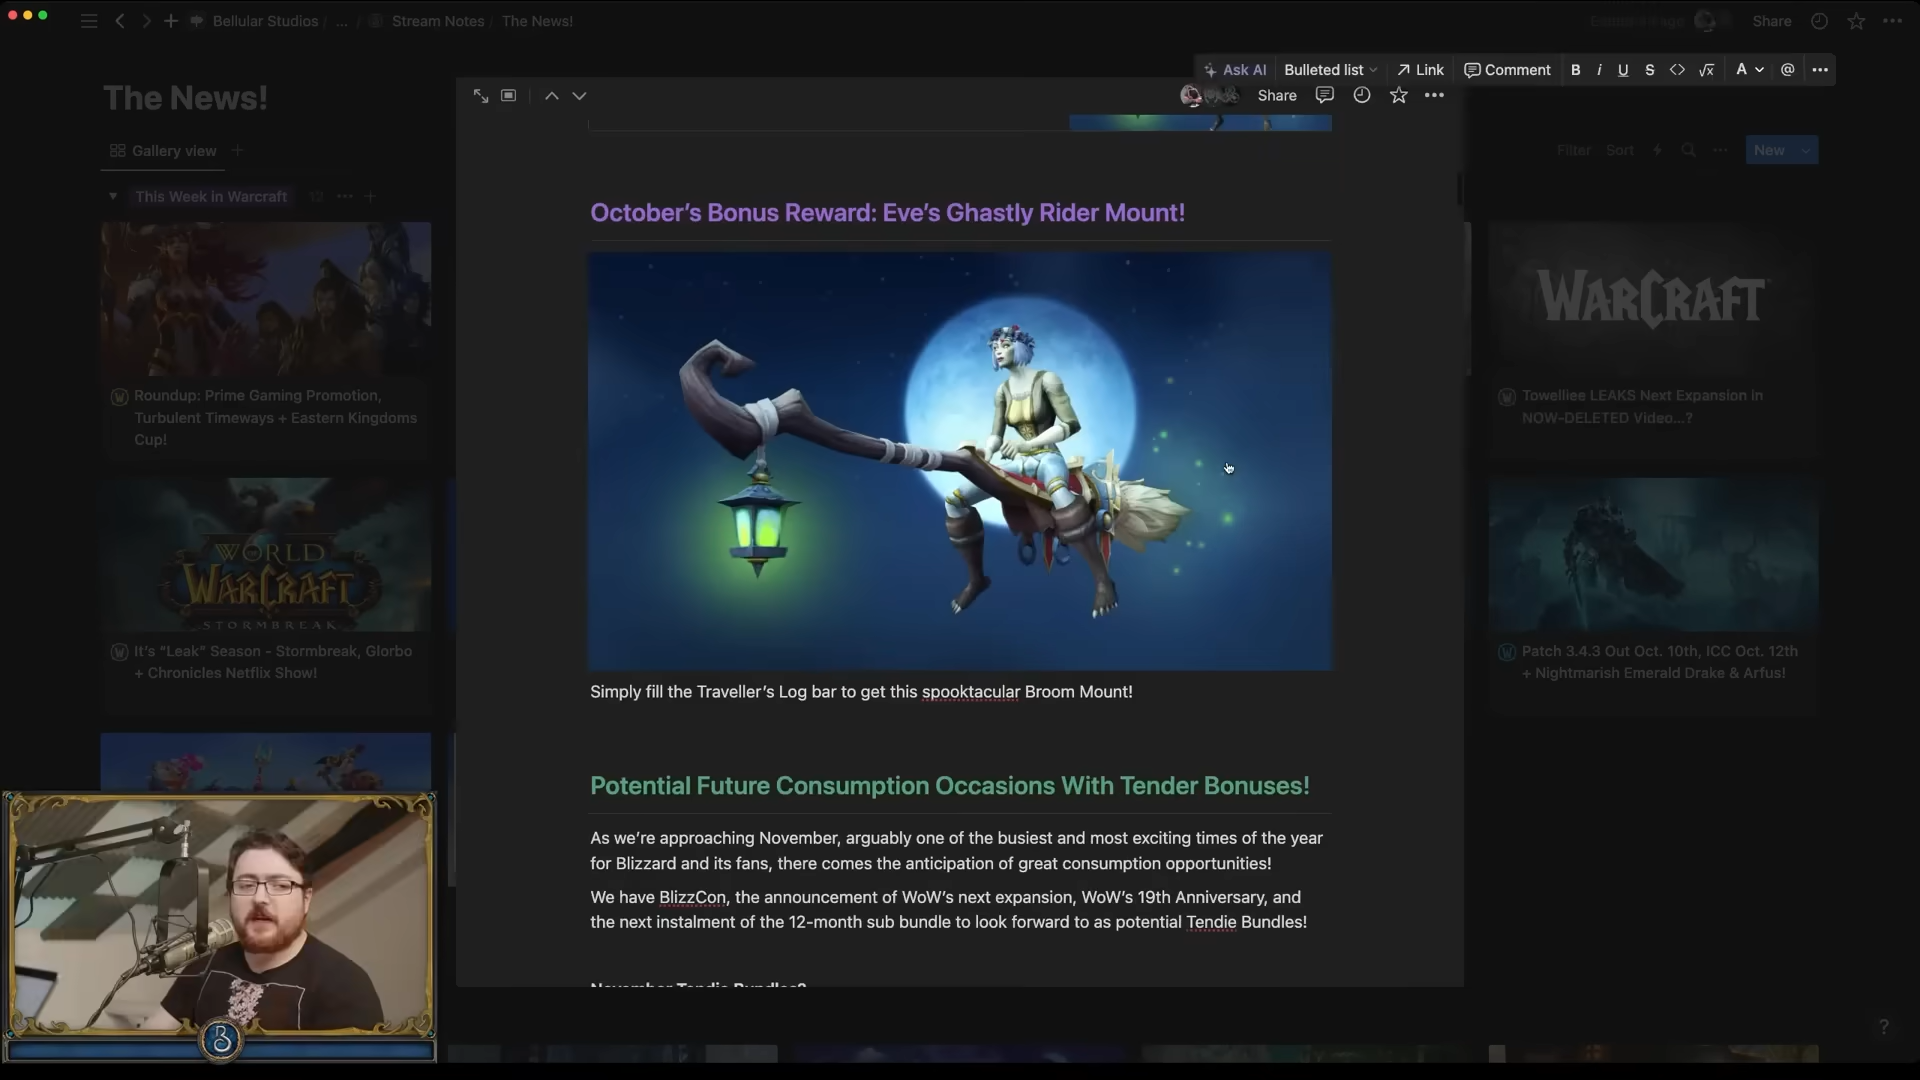 Bellular Studios / ... / Stream Notes / The News!
Share
Ask AI Bulleted list Link Comment B i U S <> √x A @ ...
Share
The News!
Gallery view
Filter Sort New
This Week in Warcraft 12
October’s Bonus Reward: Eve’s Ghastly Rider Mount!
WARCRAFT
Roundup: Prime Gaming Promotion,
Turbulent Timeways + Eastern Kingdoms
Cup!
Towelliee LEAKS Next Expansion in
NOW-DELETED Video...?
WORLD
WARCRAFT
STORMBREAK
It’s “Leak” Season - Stormbreak, Glorbo
+ Chronicles Netflix Show!
Patch 3.4.3 Out Oct. 10th, ICC Oct. 12th
+ Nightmarish Emerald Drake & Arfus!
Simply fill the Traveller’s Log bar to get this spooktacular Broom Mount!
Potential Future Consumption Occasions With Tender Bonuses!
As we’re approaching November, arguably one of the busiest and most exciting times of the year
for Blizzard and its fans, there comes the anticipation of great consumption opportunities!
We have BlizzCon, the announcement of WoW’s next expansion, WoW’s 19th Anniversary, and
the next instalment of the 12-month sub bundle to look forward to as potential Tendie Bundles!
November Tendie Bundles?
B
?